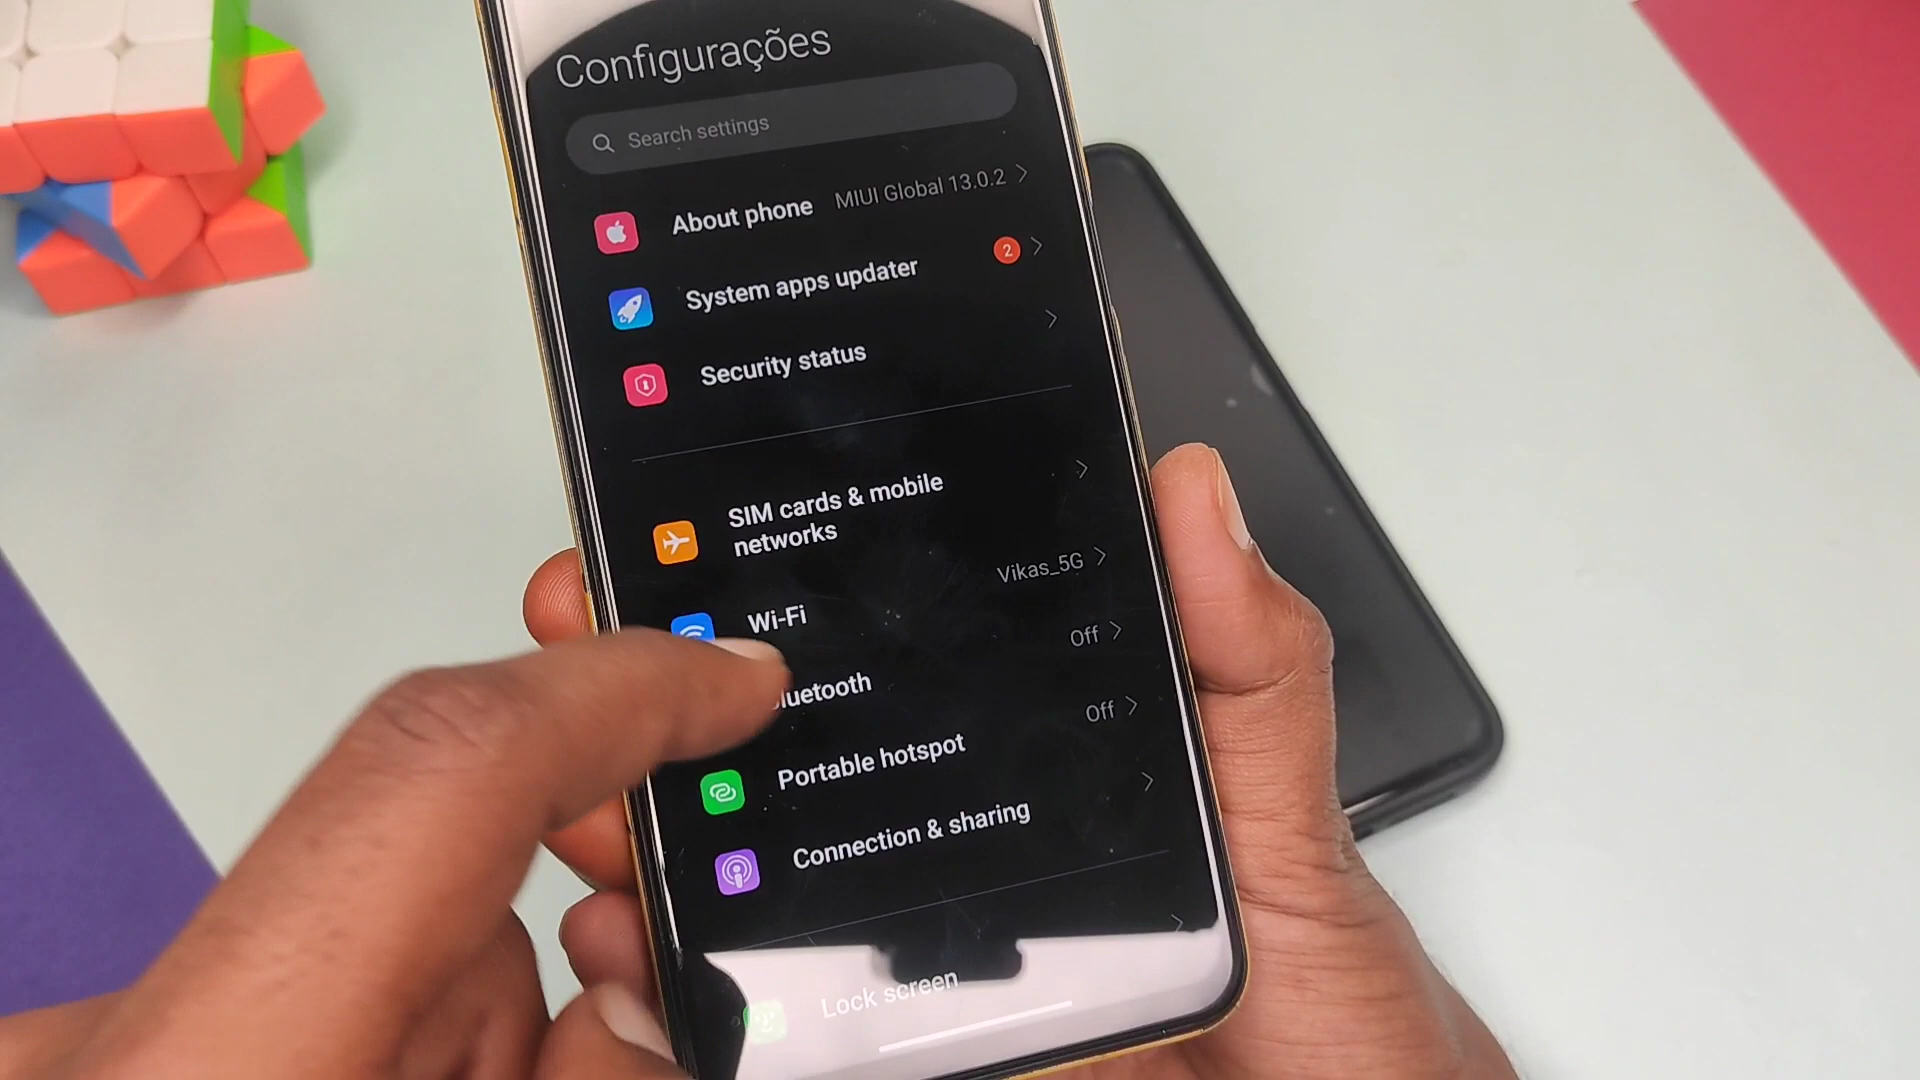 Configurações
Search settings
About phone MIUI Global 13.0.2
System apps updater 2
Security status
SIM cards & mobile
networks
Wi-Fi Vikas_5G
luetooth Off
Portable hotspot Off
Connection & sharing
Lock screen